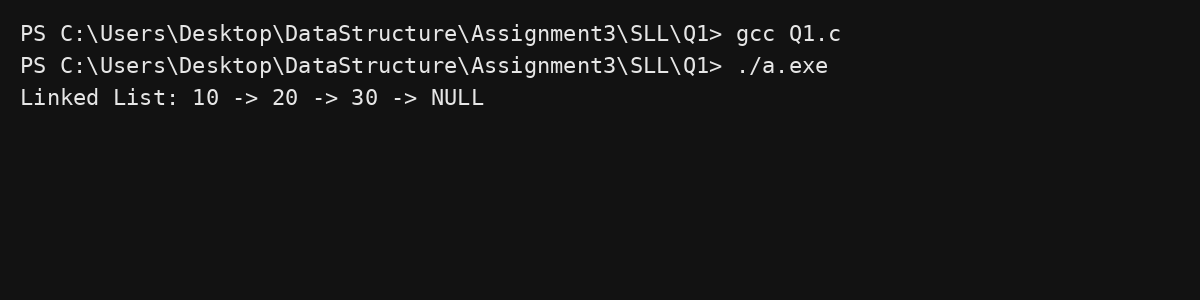 PS C:\Users\Desktop\DataStructure\Assignment3\SLL\Q1> gcc Q1.c
PS C:\Users\Desktop\DataStructure\Assignment3\SLL\Q1> ./a.exe
Linked List: 10 -> 20 -> 30 -> NULL